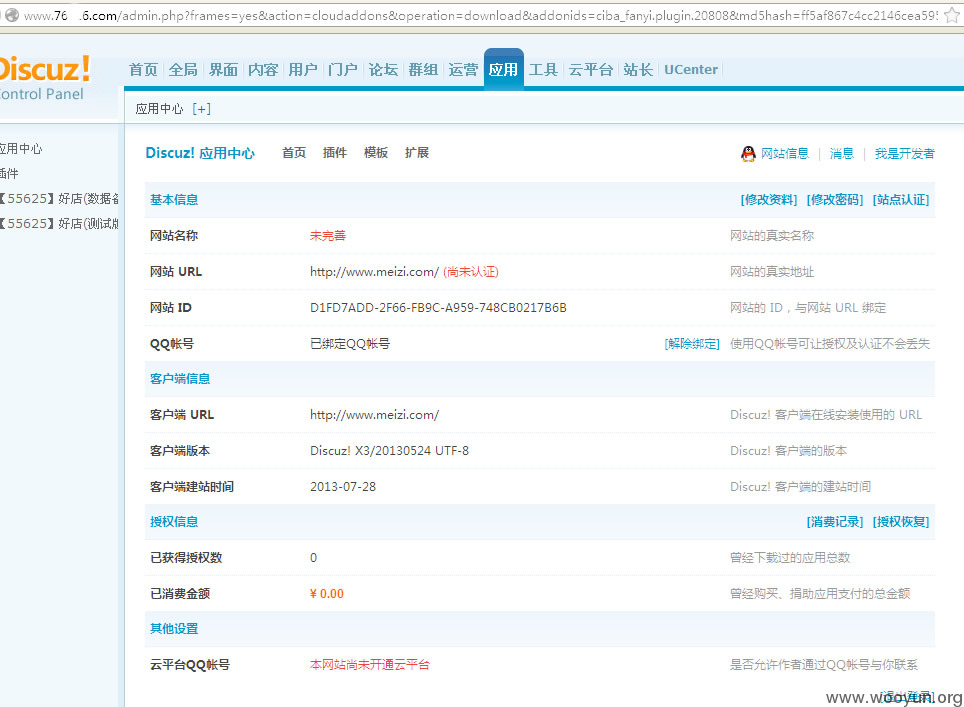 www.76 .6.com/admin.php?frames=yes&action=cloudaddons&operation=download&addonids=ciba_fanyi.plugin.20808&md5hash=ff5af867c4cc2146cea595
Discuz!
Control Panel
首页 全局 界面 内容 用户 门户 论坛 群组 运营 应用 工具 云平台 站长 UCenter
应用中心 [+]
应用中心
插件
【55625】好店(数据备
【55625】好店(测试版
Discuz! 应用中心 首页 插件 模板 扩展 网站信息 | 消息 | 我是开发者
基本信息 [修改资料] [修改密码] [站点认证]
网站名称 未完善 网站的真实名称
网站 URL http://www.meizi.com/ (尚未认证) 网站的真实地址
网站 ID D1FD7ADD-2F66-FB9C-A959-748CB0217B6B 网站的 ID，与网站 URL 绑定
QQ帐号 已绑定QQ帐号 [解除绑定] 使用QQ帐号可让授权及认证不会丢失
客户端信息
客户端 URL http://www.meizi.com/ Discuz! 客户端在线安装使用的 URL
客户端版本 Discuz! X3/20130524 UTF-8 Discuz! 客户端的版本
客户端建站时间 2013-07-28 Discuz! 客户端的建站时间
授权信息 [消费记录] [授权恢复]
已获得授权数 0 曾经下载过的应用总数
已消费金额 ¥ 0.00 曾经购买、捐助应用支付的总金额
其他设置
云平台QQ帐号 本网站尚未开通云平台 是否允许作者通过QQ帐号与你联系
www.wooyun.org